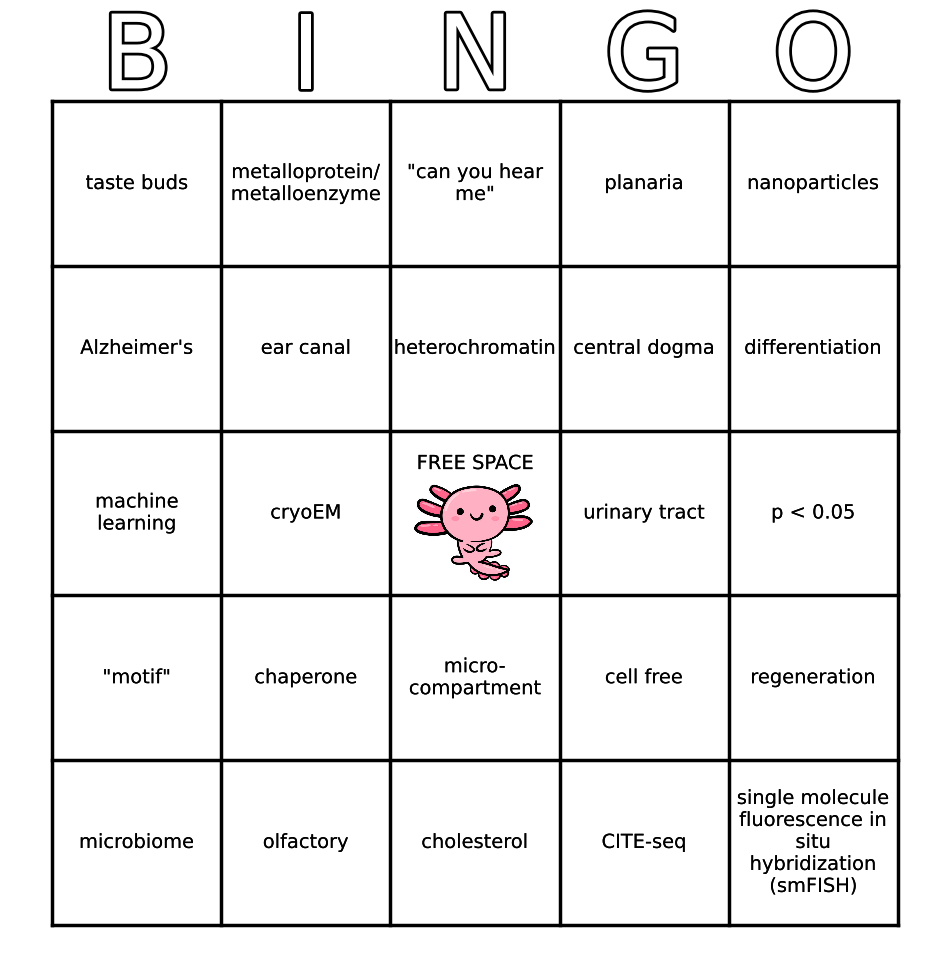 B I N G O
taste buds
metalloprotein/
metalloenzyme
"can you hear
me"
planaria
nanoparticles
Alzheimer's
ear canal
heterochromatin
central dogma
differentiation
machine
learning
cryoEM
FREE SPACE
urinary tract
p < 0.05
"motif"
chaperone
micro-
compartment
cell free
regeneration
microbiome
olfactory
cholesterol
CITE-seq
single molecule
fluorescence in
situ
hybridization
(smFISH)